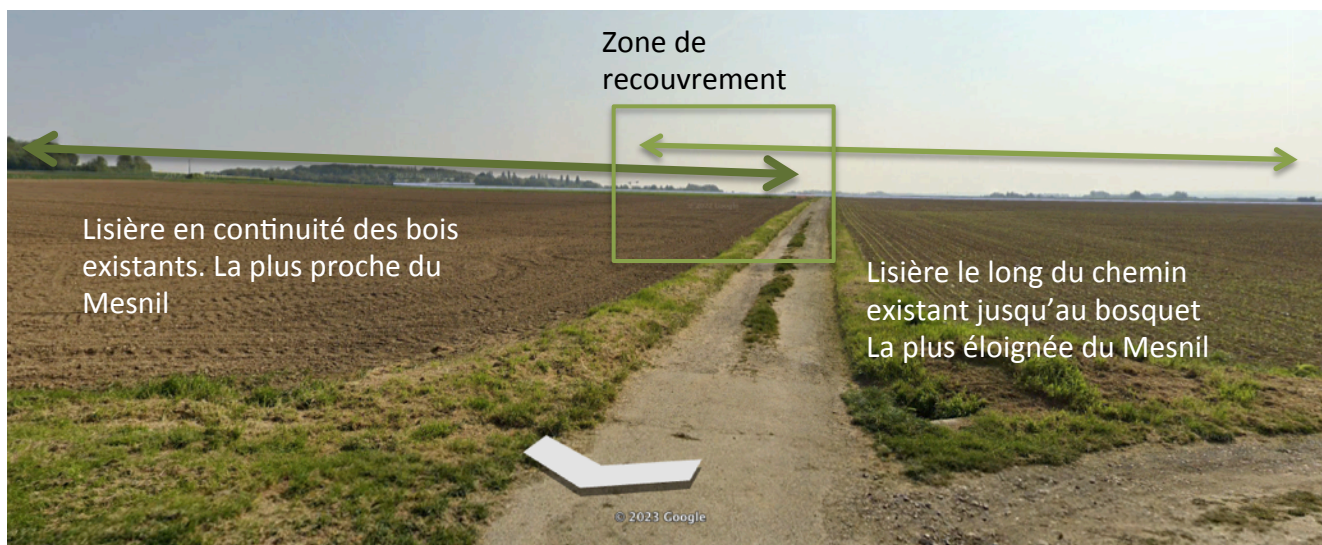 Zone de
recouvrement
Lisière en continuité des bois
existants. La plus proche du
Mesnil
Lisière le long du chemin
existant jusqu’au bosquet
La plus éloignée du Mesnil
© 2023 Google